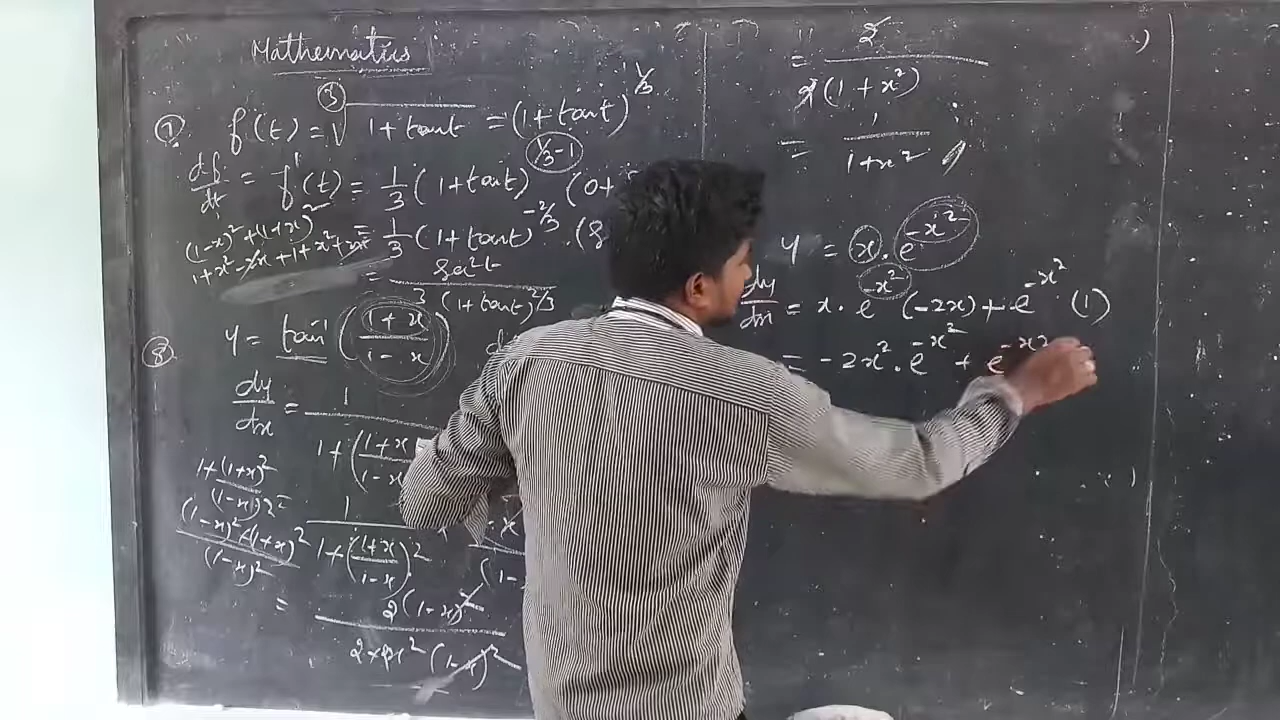 Mathematics
7. f(t) = ∛(1+tant) = (1+tant)^1/3
df/dt = f'(t) = 1/3 (1+tant)^(1/3-1) (0+
= 1/3 (1+tant)^-2/3 . (S
(1-x)² + (1+x)²
1+x²-2x+1+x²+2x
= Sec²t / 3 (1+tant)^2/3
8. y = tan⁻¹ ((1+x)/(1-x))
dy/dx = 1 / 1+((1+x)/(1-x
1+(1+x)²/(1-x)²
(1-x)²+(1+x)²/(1-x)²
1 / 1+((1+x)/(1-x))²
= 2(1-x)² / 2+2x² (1-x)²
= 2 / 2(1+x²)
= 1 / 1+x²
y = x . e^-x²
dy/dx = x . e^-x² (-2x) + e^-x² (1)
= -2x² . e^-x² + e^-x²